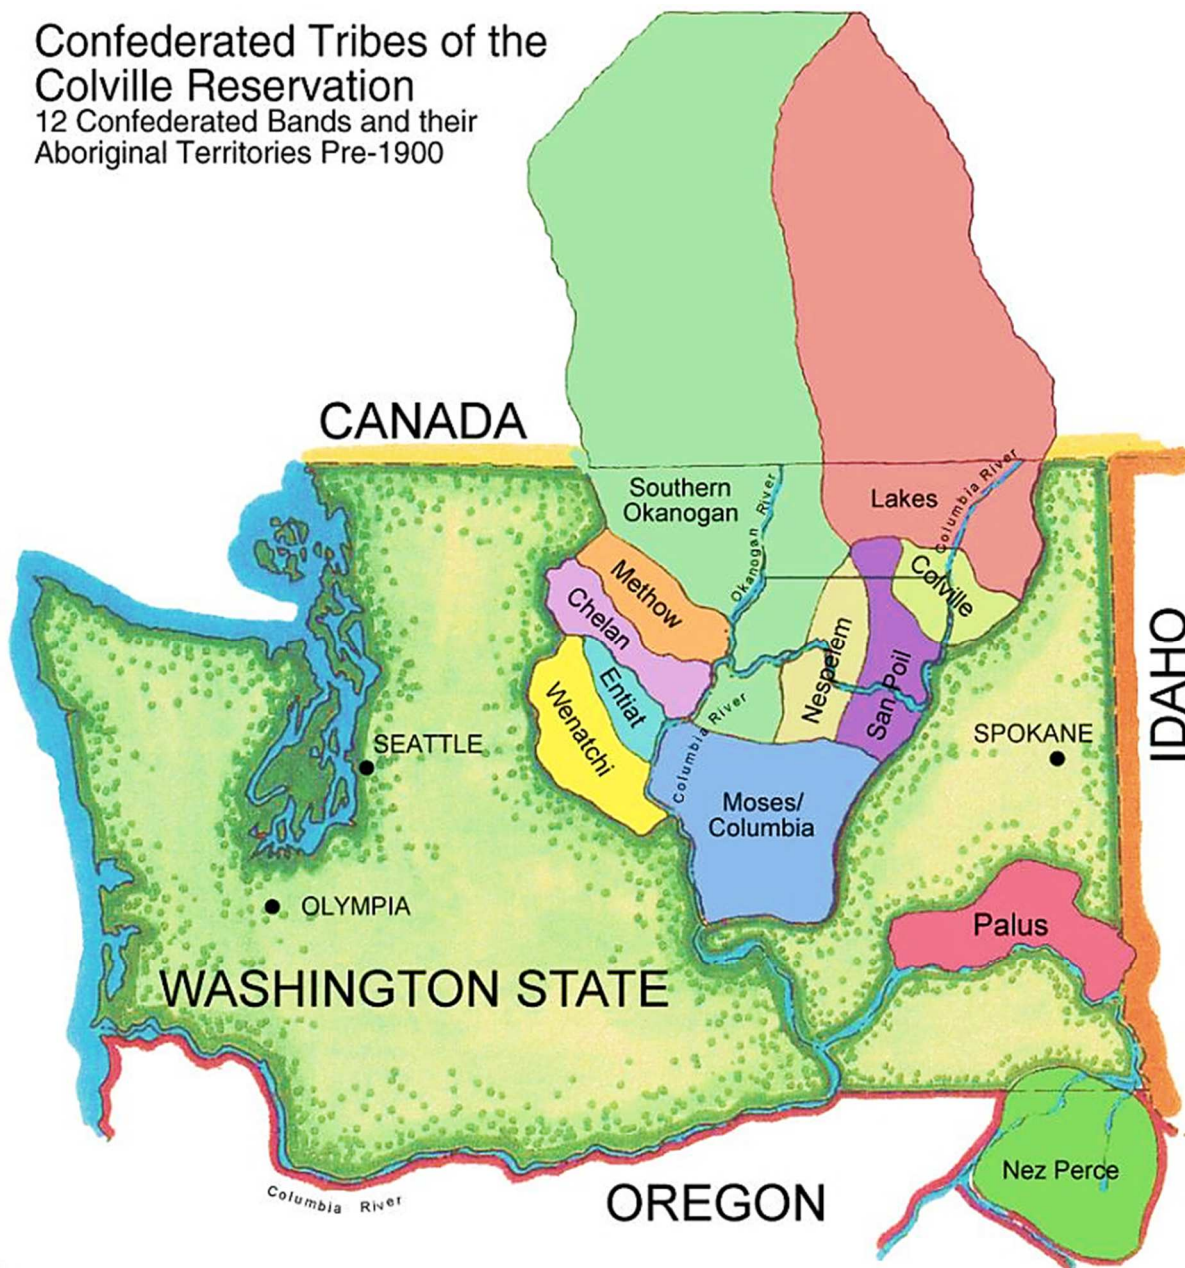 Confederated Tribes of the
Colville Reservation
12 Confederated Bands and their
Aboriginal Territories Pre-1900
CANADA
Southern
Okanogan
Okanogan River
Lakes
Columbia River
Methow
Chelan
Colville
Entiat
Nespelem
San Poil
Wenatchi
Columbia River
SEATTLE
SPOKANE
IDAHO
Moses/
Columbia
OLYMPIA
Palus
WASHINGTON STATE
Nez Perce
Columbia River
OREGON